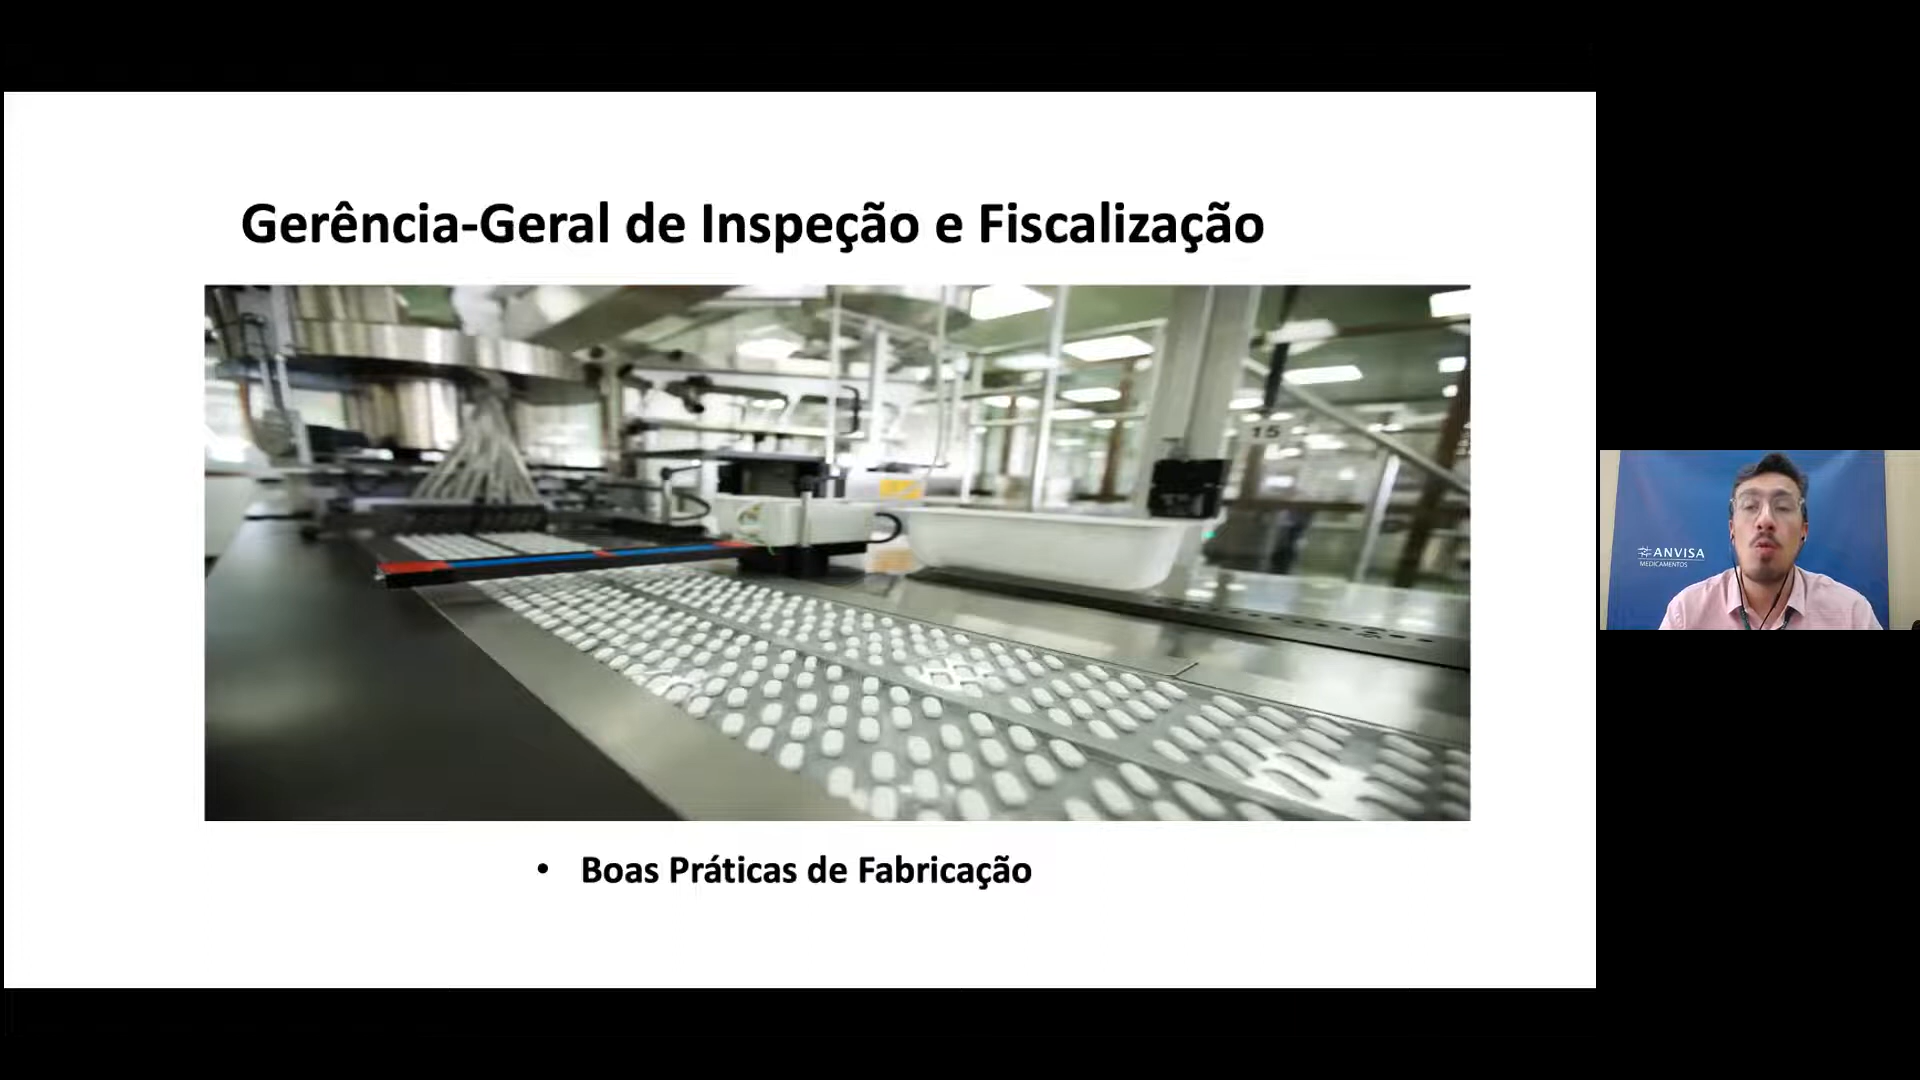 Gerência-Geral de Inspeção e Fiscalização
15
• Boas Práticas de Fabricação
ANVISA
MEDICAMENTOS